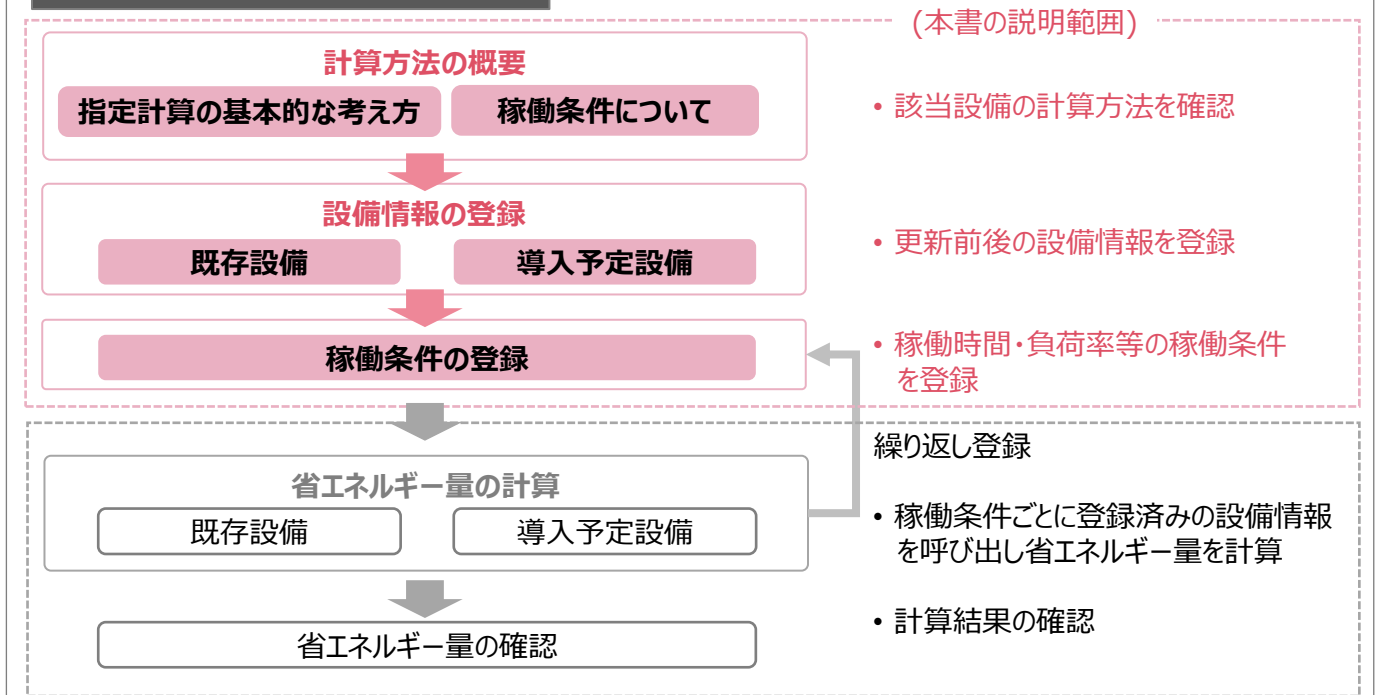 (本書の説明範囲)
計算方法の概要
指定計算の基本的な考え方
稼働条件について
• 該当設備の計算方法を確認
設備情報の登録
既存設備
導入予定設備
• 更新前後の設備情報を登録
稼働条件の登録
• 稼働時間・負荷率等の稼働条件
を登録
繰り返し登録
省エネルギー量の計算
既存設備
導入予定設備
• 稼働条件ごとに登録済みの設備情報
を呼び出し省エネルギー量を計算
省エネルギー量の確認
• 計算結果の確認